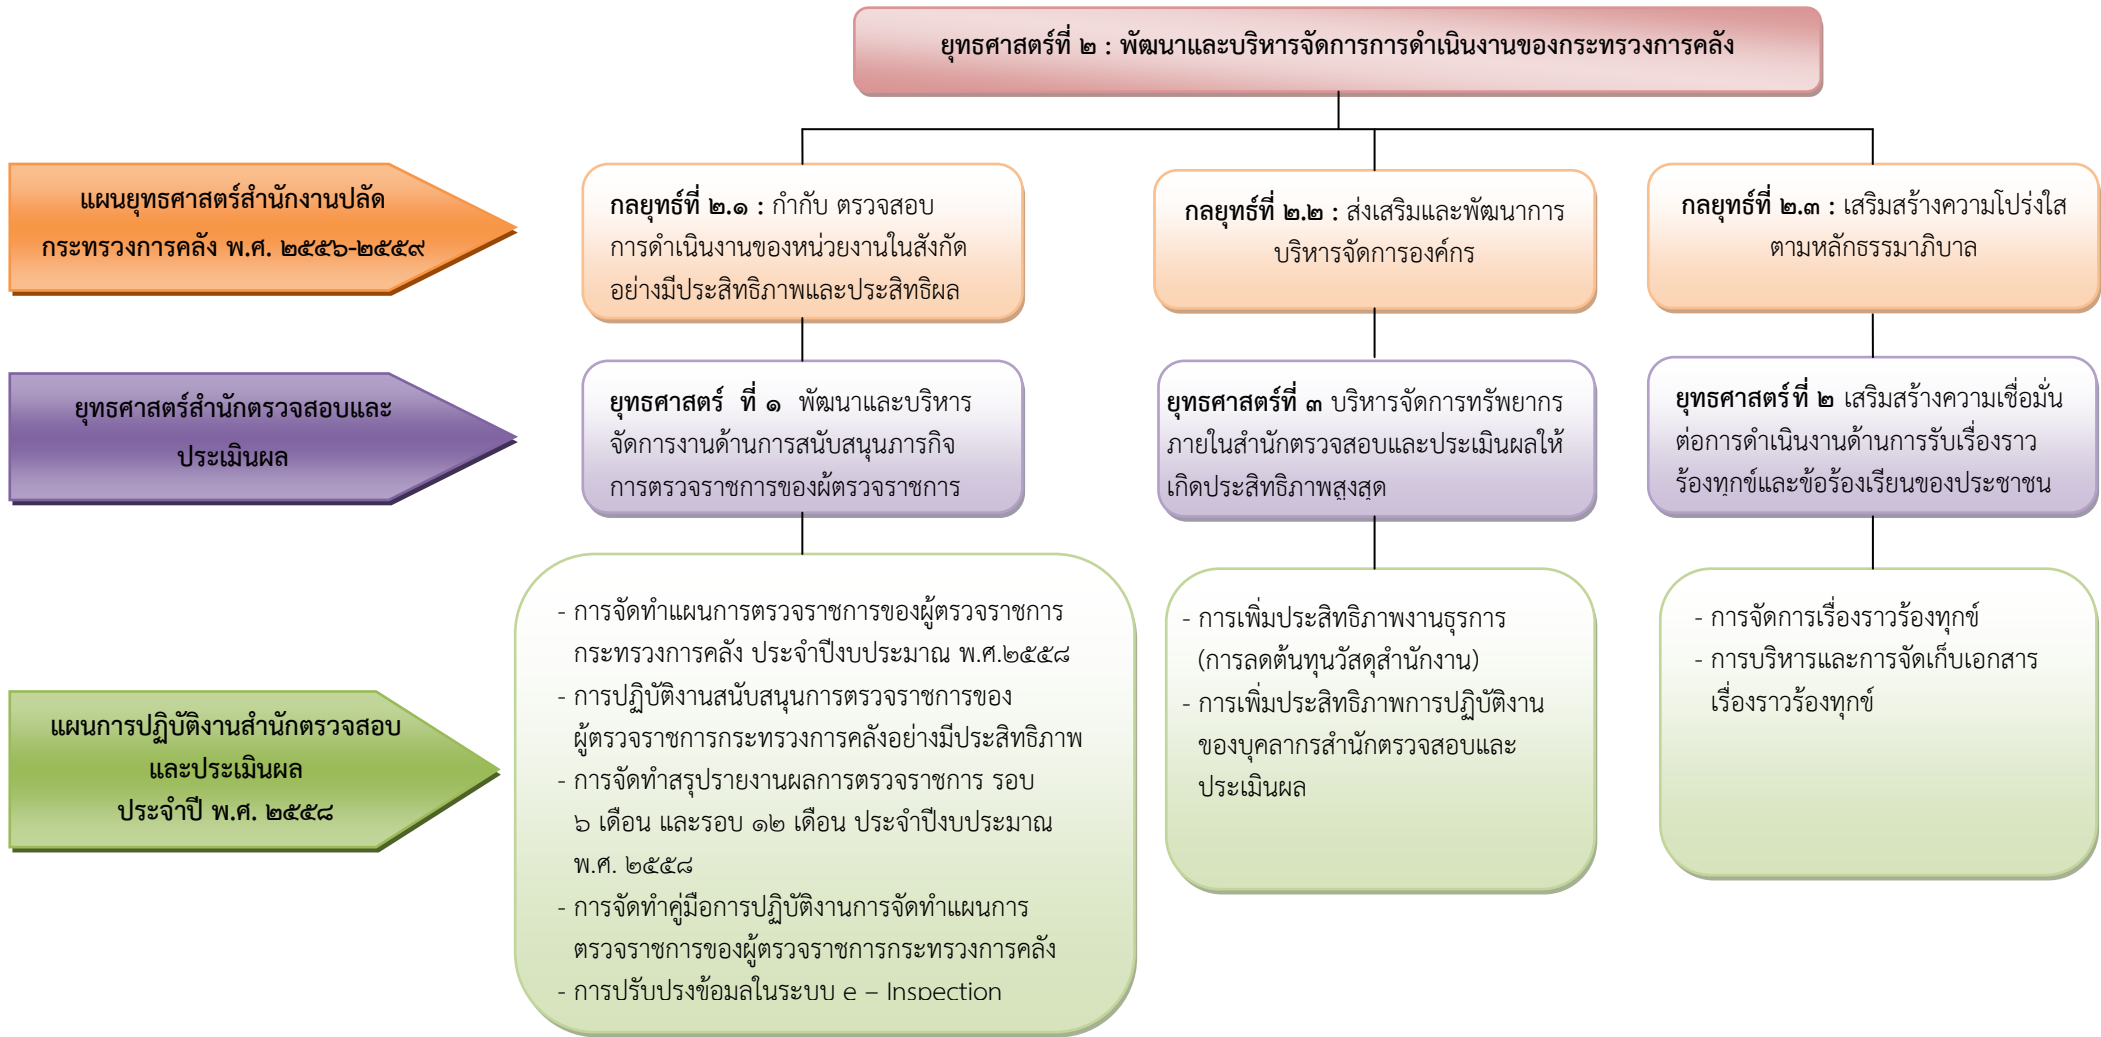 ยุทธศาสตร์ที่ ๒ : พัฒนาและบริหารจัดการการดำเนินงานของกระทรวงการคลัง
แผนยุทธศาสตร์สำนักงานปลัด
กระทรวงการคลัง พ.ศ. ๒๕๕๖-๒๕๕๙
กลยุทธ์ที่ ๒.๑ : กำกับ ตรวจสอบ
การดำเนินงานของหน่วยงานในสังกัด
อย่างมีประสิทธิภาพและประสิทธิผล
กลยุทธ์ที่ ๒.๒ : ส่งเสริมและพัฒนาการ
บริหารจัดการองค์กร
กลยุทธ์ที่ ๒.๓ : เสริมสร้างความโปร่งใส
ตามหลักธรรมาภิบาล
ยุทธศาสตร์สำนักตรวจสอบและ
ประเมินผล
ยุทธศาสตร์ ที่ ๑ พัฒนาและบริหาร
จัดการงานด้านการสนับสนุนภารกิจ
การตรวจราชการของผู้ตรวจราชการ
ยุทธศาสตร์ที่ ๓ บริหารจัดการทรัพยากร
ภายในสำนักตรวจสอบและประเมินผลให้
เกิดประสิทธิภาพสูงสุด
ยุทธศาสตร์ที่ ๒ เสริมสร้างความเชื่อมั่น
ต่อการดำเนินงานด้านการรับเรื่องราว
ร้องทุกข์และข้อร้องเรียนของประชาชน
แผนการปฏิบัติงานสำนักตรวจสอบ
และประเมินผล
ประจำปี พ.ศ. ๒๕๕๘
- การจัดทำแผนการตรวจราชการของผู้ตรวจราชการ
กระทรวงการคลัง ประจำปีงบประมาณ พ.ศ.๒๕๕๘
- การปฏิบัติงานสนับสนุนการตรวจราชการของ
ผู้ตรวจราชการกระทรวงการคลังอย่างมีประสิทธิภาพ
- การจัดทำสรุปรายงานผลการตรวจราชการ รอบ
๖ เดือน และรอบ ๑๒ เดือน ประจำปีงบประมาณ
พ.ศ. ๒๕๕๘
- การจัดทำคู่มือการปฏิบัติงานการจัดทำแผนการ
ตรวจราชการของผู้ตรวจราชการกระทรวงการคลัง
- การปรับปรุงข้อมูลในระบบ e – Inspection
- การเพิ่มประสิทธิภาพงานธุรการ
(การลดต้นทุนวัสดุสำนักงาน)
- การเพิ่มประสิทธิภาพการปฏิบัติงาน
ของบุคลากรสำนักตรวจสอบและ
ประเมินผล
- การจัดการเรื่องราวร้องทุกข์
- การบริหารและการจัดเก็บเอกสาร
เรื่องราวร้องทุกข์